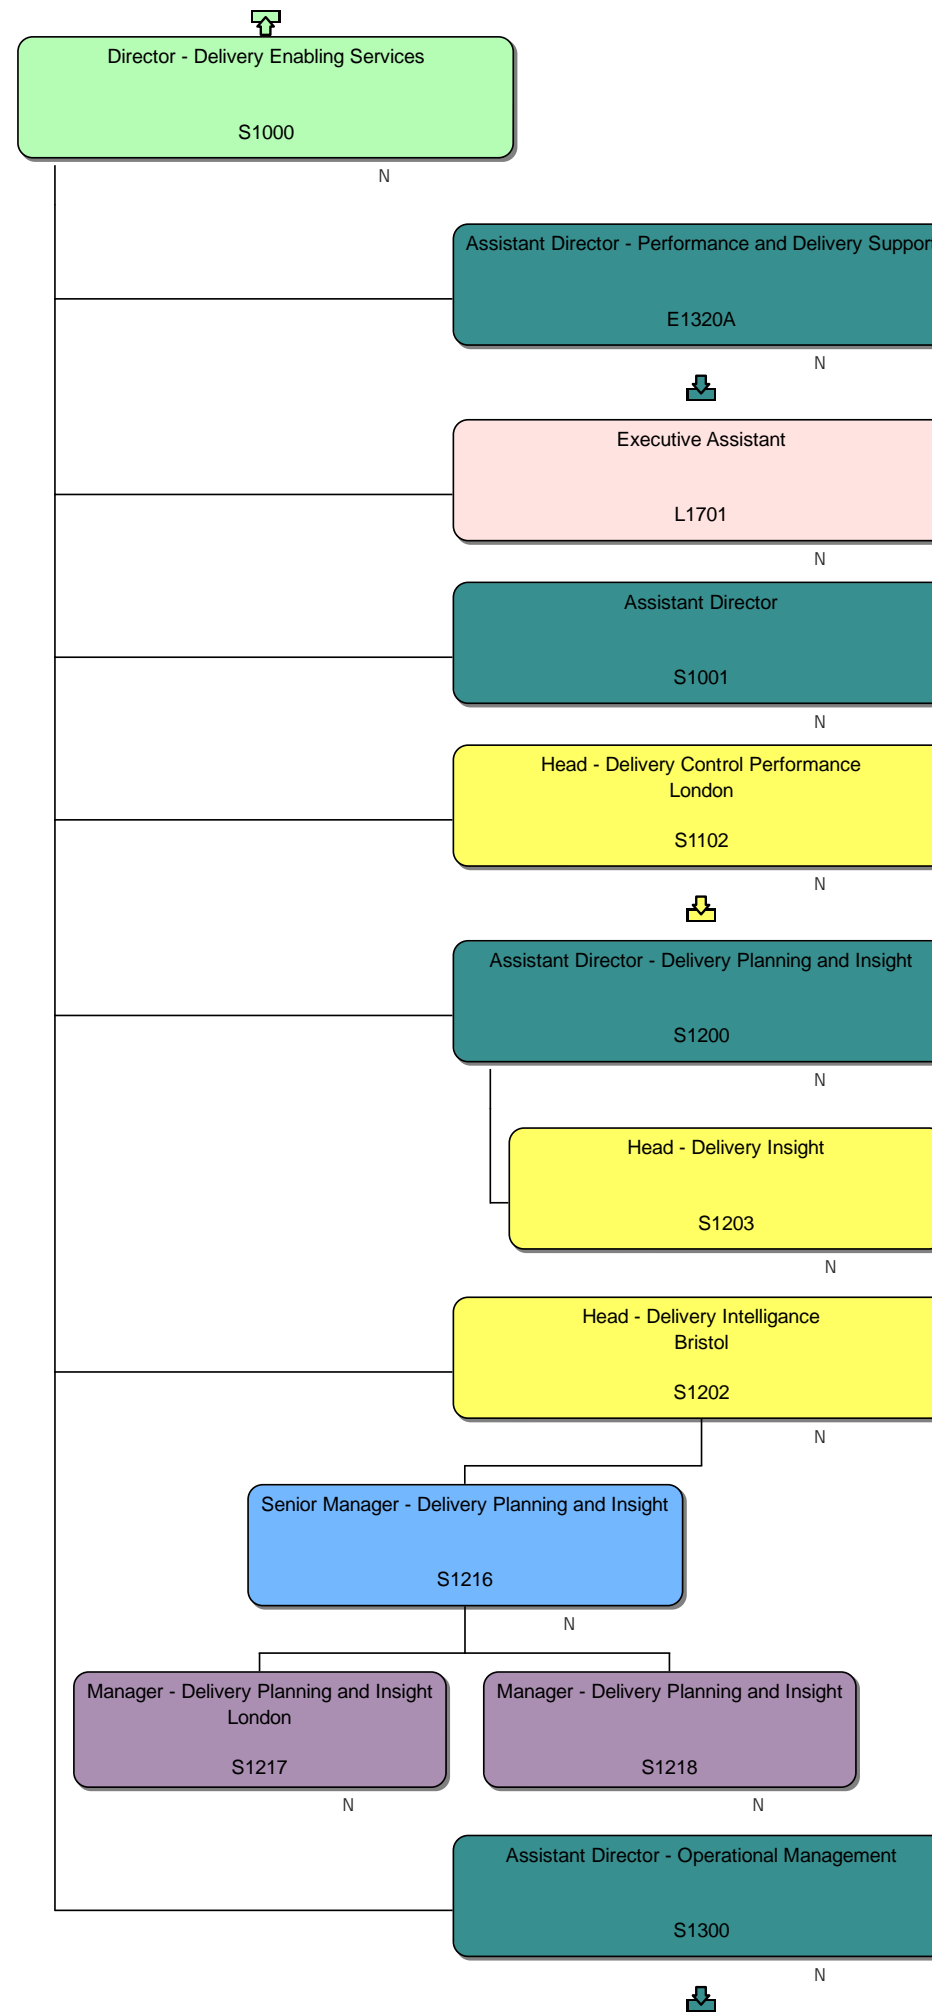 Director - Delivery Enabling Services
S1000
N
Assistant Director - Performance and Delivery Support
E1320A
N
Executive Assistant
L1701
N
Assistant Director
S1001
N
Head - Delivery Control Performance
London
S1102
N
Assistant Director - Delivery Planning and Insight
S1200
N
Head - Delivery Insight
S1203
N
Head - Delivery Intelligance
Bristol
S1202
N
Senior Manager - Delivery Planning and Insight
S1216
N
Manager - Delivery Planning and Insight
London
S1217
N
Manager - Delivery Planning and Insight
S1218
N
Assistant Director - Operational Management
S1300
N